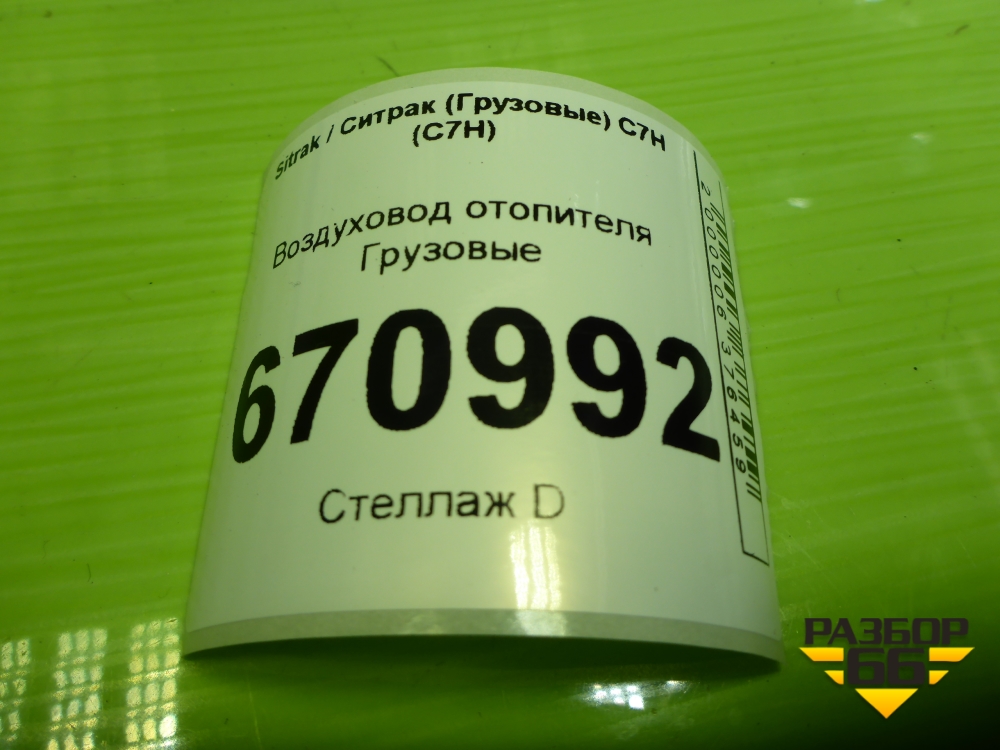 Sitrak / Ситрак (Грузовые) C7H
(C7H)
Воздуховод отопителя
Грузовые
670992
Стеллаж D
2000006376459
РАЗБОР
66